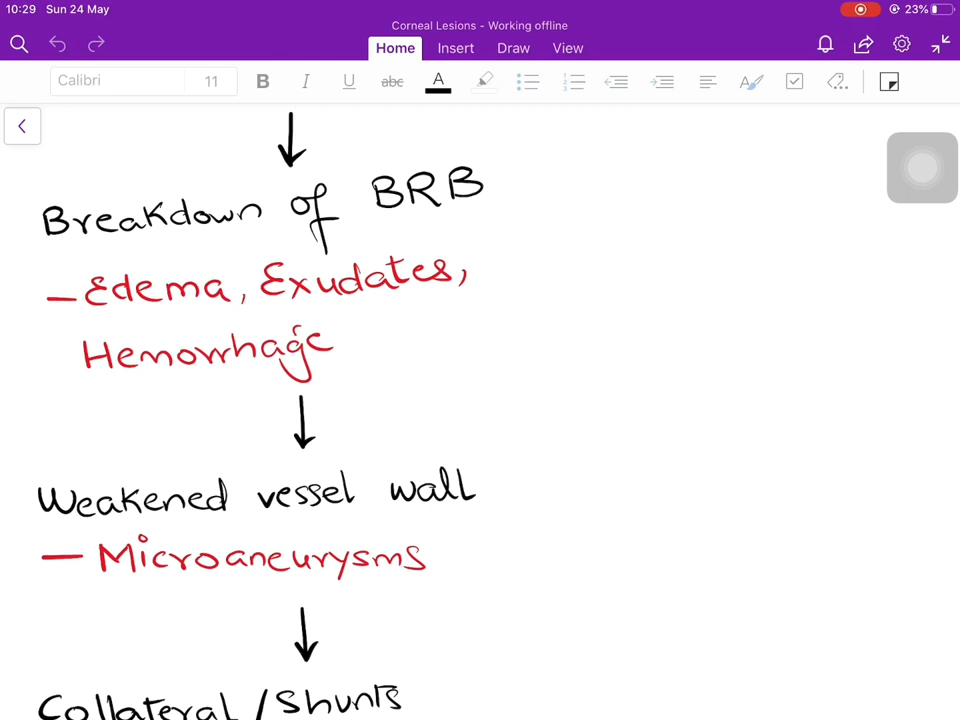 10:29 Sun 24 May
23%
Corneal Lesions - Working offline
Home Insert Draw View
Calibri 11 B I U abc A
Breakdown of BRB
- Edema, Exudates,
Hemorrhage
Weakened vessel wall
- Microaneurysms
Collateral / Shunts